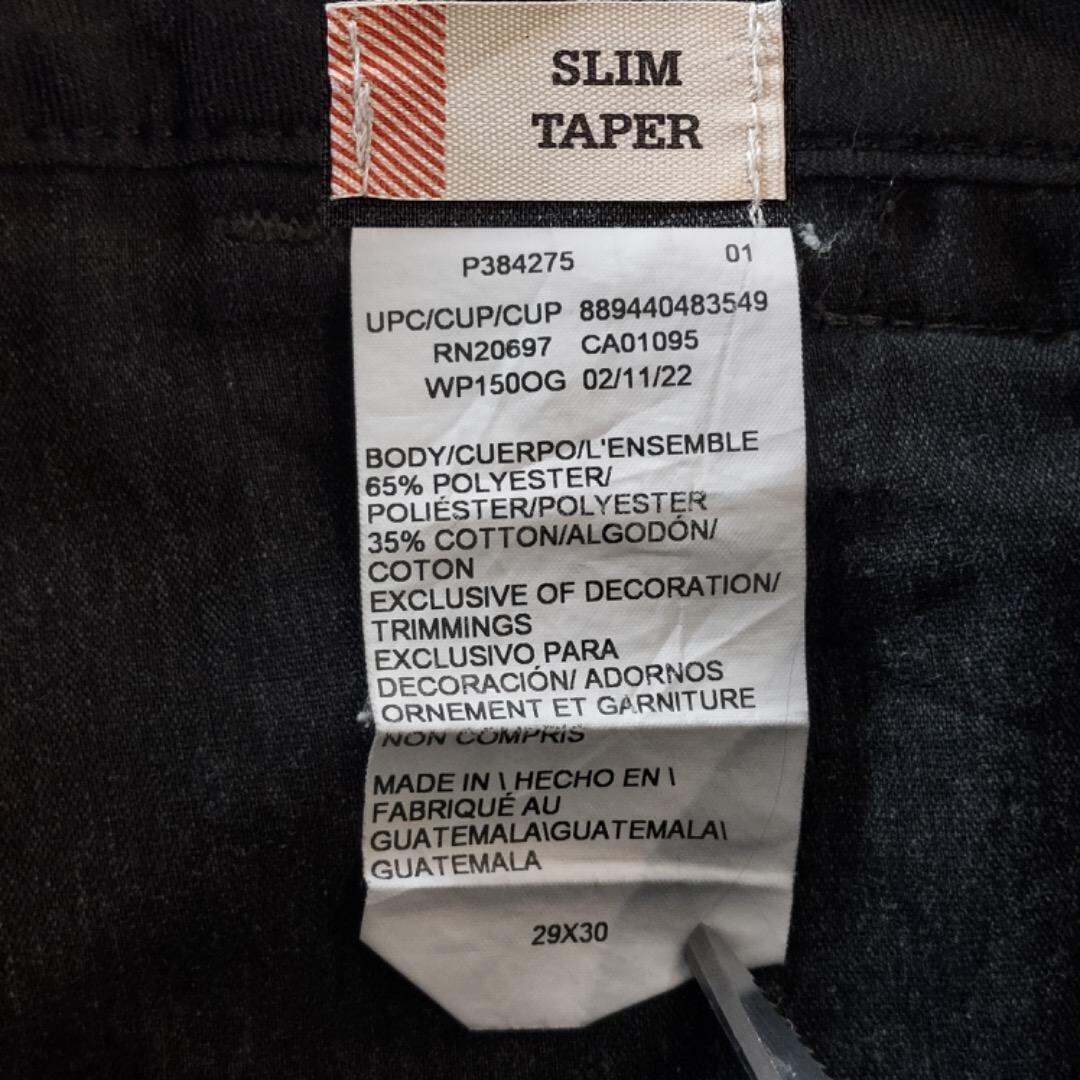 SLIM
TAPER
P384275 01
UPC/CUP/CUP 889440483549
RN20697 CA01095
WP150OG 02/11/22
BODY/CUERPO/L'ENSEMBLE
65% POLYESTER/
POLIÉSTER/POLYESTER
35% COTTON/ALGODÓN/
COTON
EXCLUSIVE OF DECORATION/
TRIMMINGS
EXCLUSIVO PARA
DECORACIÓN/ ADORNOS
ORNEMENT ET GARNITURE
NON COMPRIS
MADE IN \ HECHO EN \
FABRIQUÉ AU
GUATEMALA\GUATEMALA\
GUATEMALA
29X30